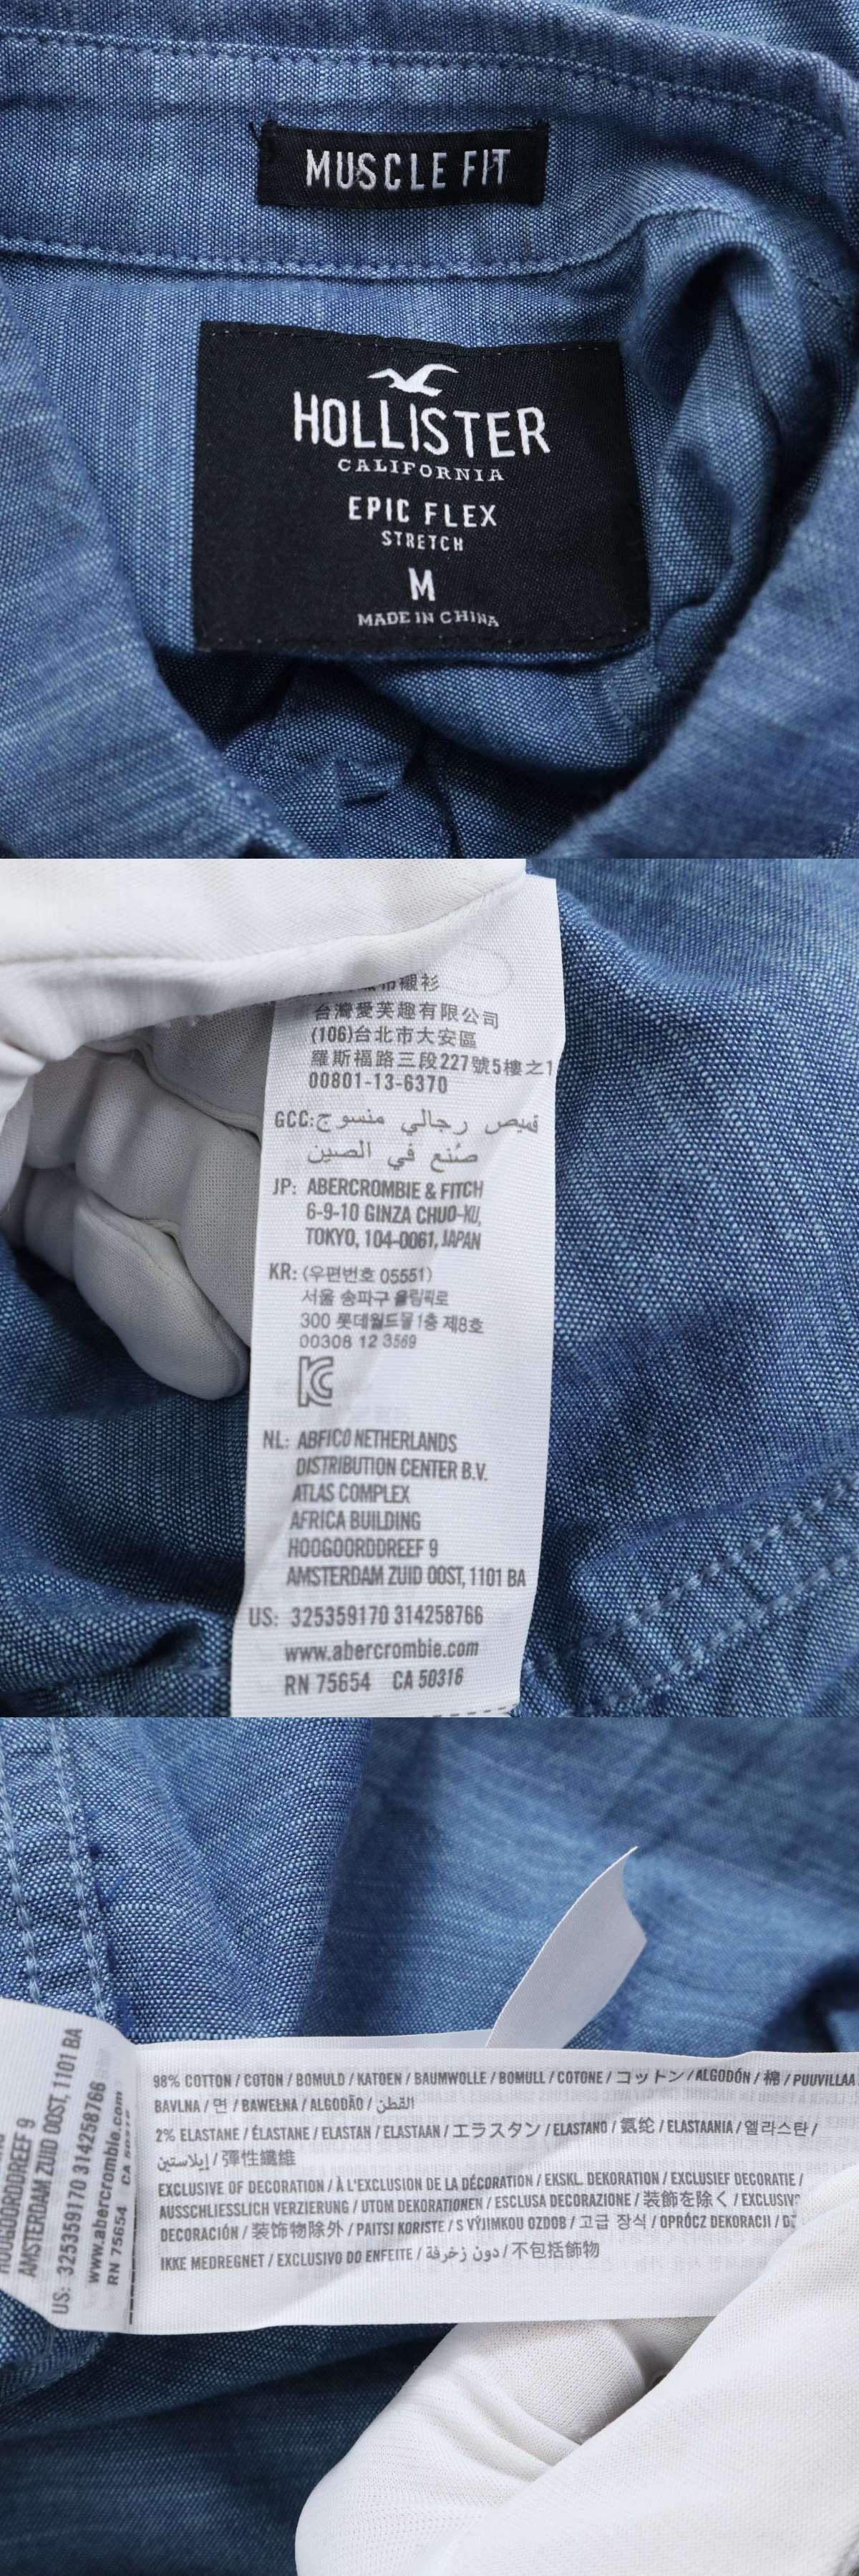 MUSCLE FIT
HOLLISTER
CALIFORNIA
EPIC FLEX
STRETCH
M
MADE IN CHINA
布襯衫
台灣愛芙趣有限公司
(106)台北市大安區
羅斯福路三段227號5樓之1
00801-13-6370
GCC: قميص رجالي منسوج
صُنع في الصين
JP: ABERCROMBIE & FITCH
6-9-10 GINZA CHUO-KU,
TOKYO, 104-0061, JAPAN
KR: (우편번호 05551)
서울 송파구 올림픽로
300 롯데월드몰 1층 제8호
00308 12 3569
NL: ABFICO NETHERLANDS
DISTRIBUTION CENTER B.V.
ATLAS COMPLEX
AFRICA BUILDING
HOOGOORDDREEF 9
AMSTERDAM ZUID OOST, 1101 BA
US: 325359170 314258766
www.abercrombie.com
RN 75654 CA 50316
HOOGOORDDREEF 9
AMSTERDAM ZUID OOST, 1101 BA
US: 325359170 314258766
www.abercrombie.com
RN 75654 CA 50316
98% COTTON / COTON / BOMULD / KATOEN / BAUMWOLLE / BOMULL / COTONE / コットン / ALGODÓN / 棉 / PUUVILLAA
BAVLNA / 면 / BAWEŁNA / ALGODÃO / القطن
2% ELASTANE / ÉLASTANE / ELASTAN / ELASTAAN / エラスタン / ELASTANO / 氨纶 / ELASTAANIA / 엘라스탄 /
إيلاستين / 彈性纖維
EXCLUSIVE OF DECORATION / À L'EXCLUSION DE LA DÉCORATION / EKSKL. DEKORATION / EXCLUSIEF DECORATIE /
AUSSCHLIESSLICH VERZIERUNG / UTOM DEKORATIONEN / ESCLUSA DECORAZIONE / 装飾を除く /
DECORACIÓN / 装饰物除外 / PAITSI KORISTE / S VÝJIMKOU OZDOB / 고급 장식 / OPRÓCZ DEKORACJI /
IKKE MEDREGNET / EXCLUSIVO DO ENFEITE / دون زخرفة / 不包括飾物